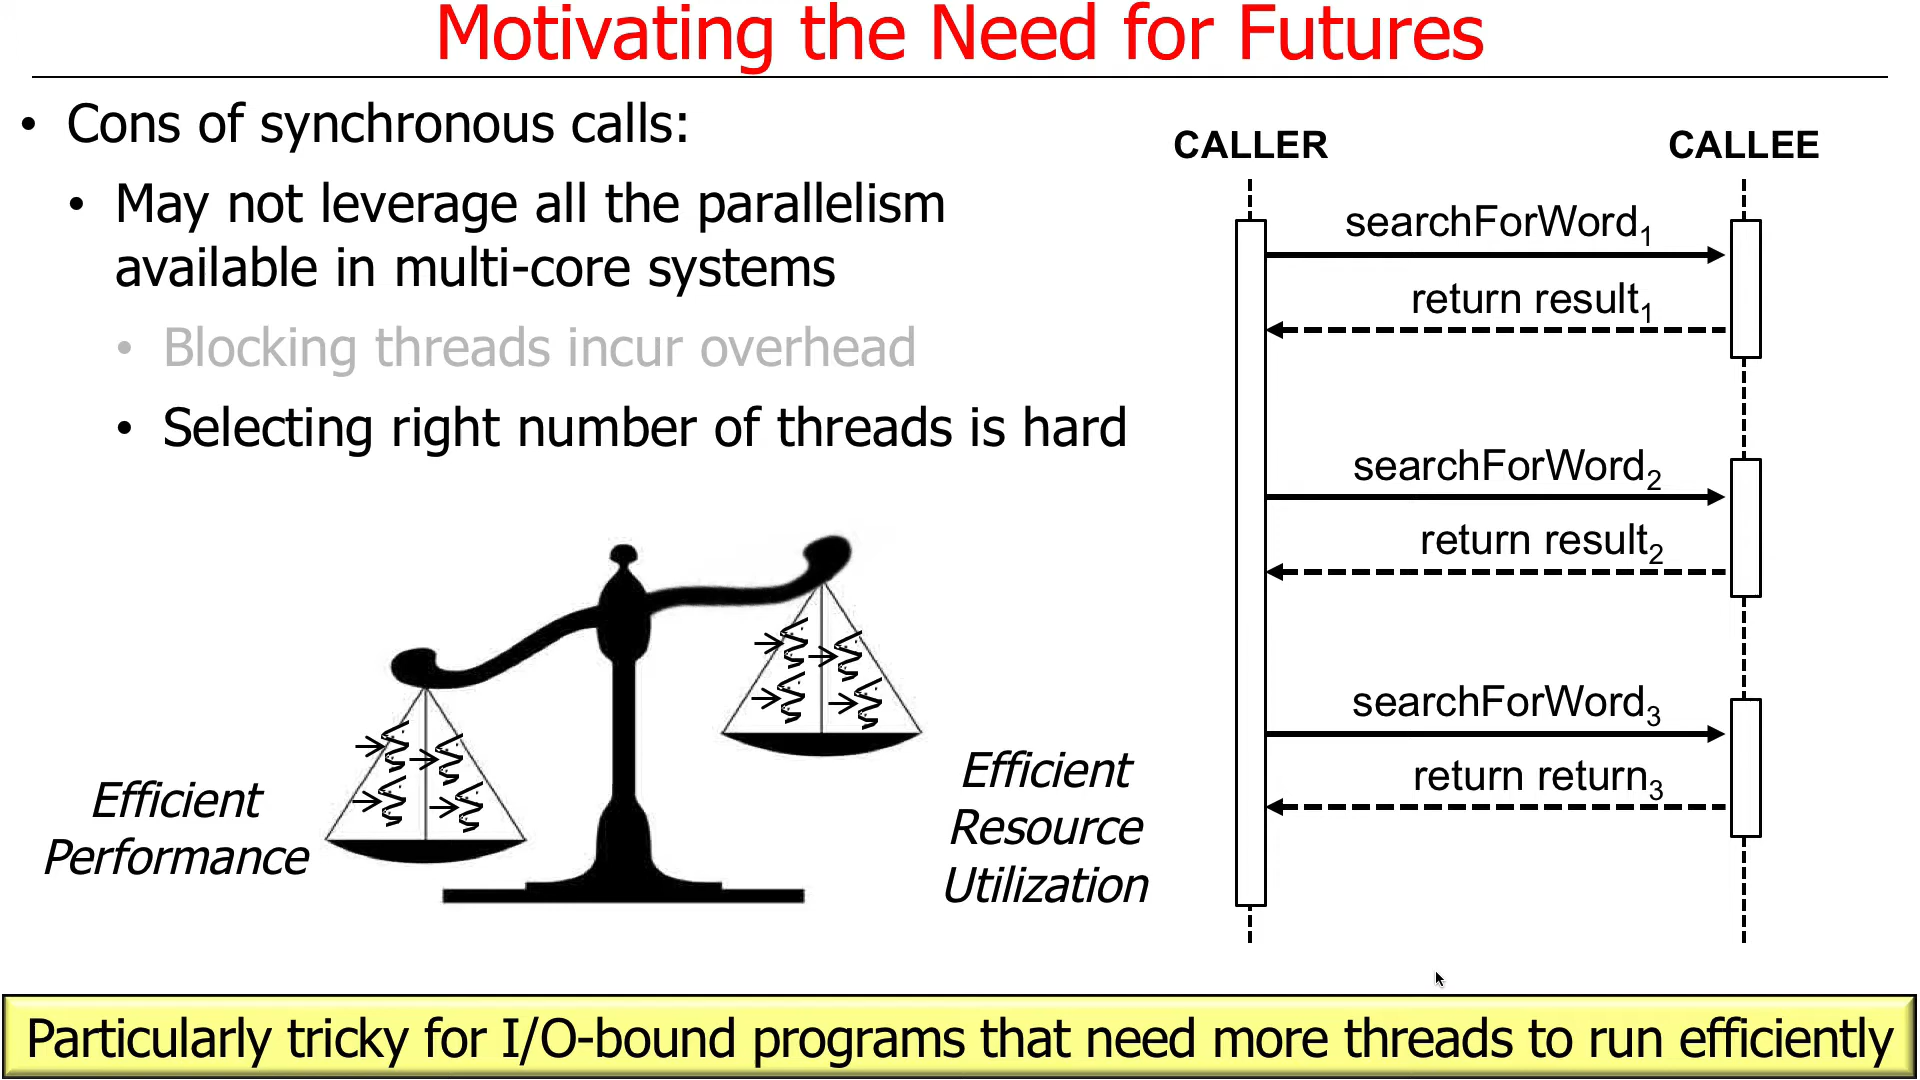 Motivating the Need for Futures
• Cons of synchronous calls:
• May not leverage all the parallelism
available in multi-core systems
• Blocking threads incur overhead
• Selecting right number of threads is hard
Efficient
Performance
Efficient
Resource
Utilization
CALLER
CALLEE
searchForWord₁
return result₁
searchForWord₂
return result₂
searchForWord₃
return return₃
Particularly tricky for I/O-bound programs that need more threads to run efficiently